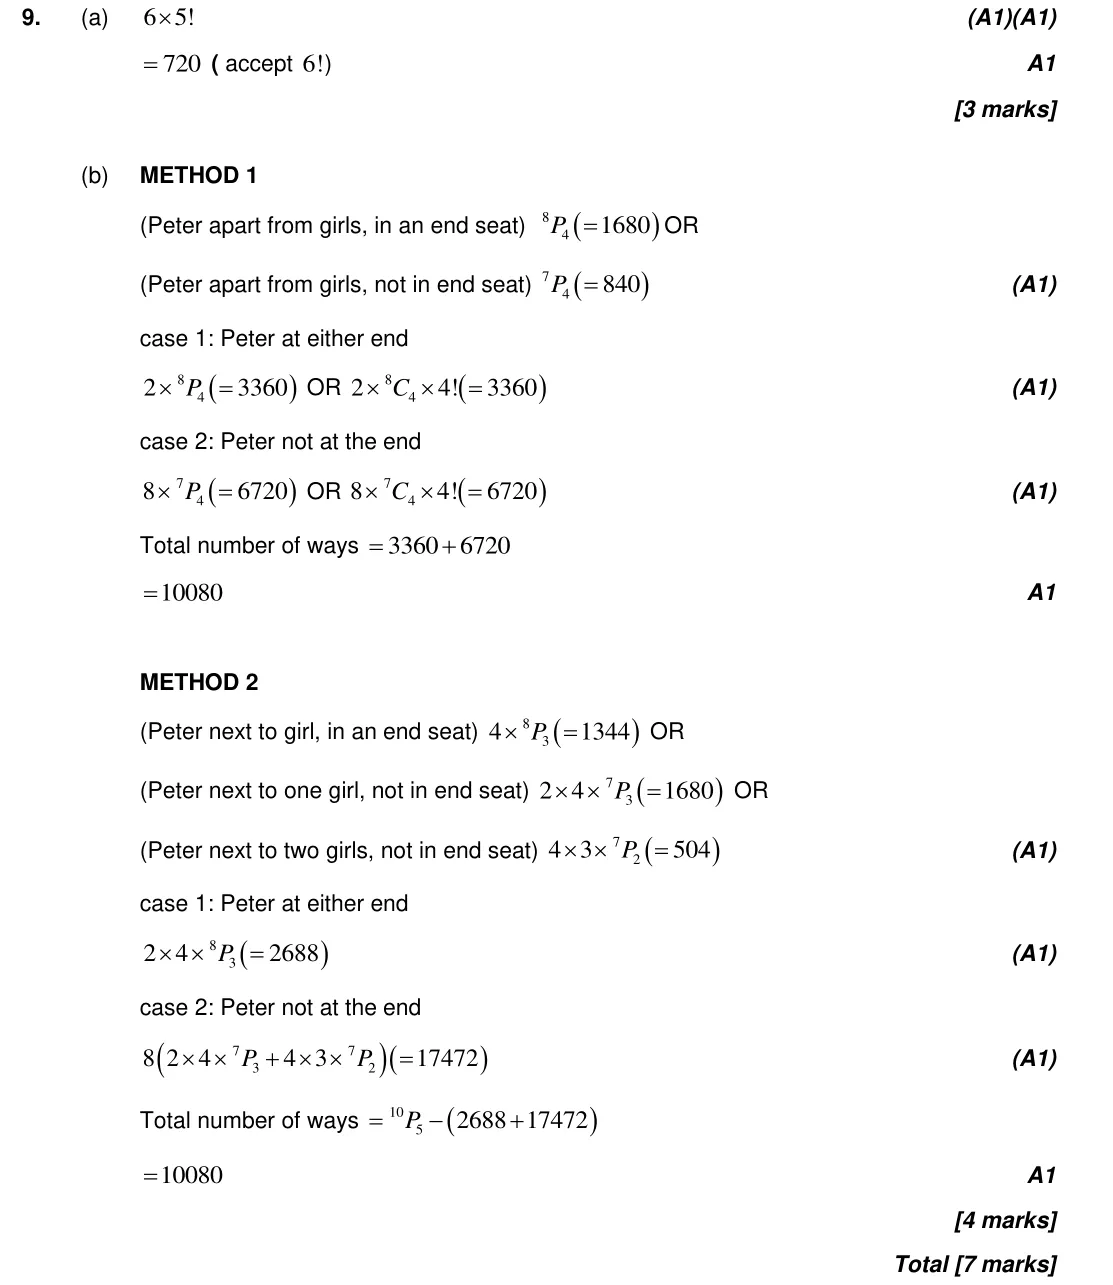 9. (a) 6×5! (A1)(A1)
=720 ( accept 6!) A1
[3 marks]
(b) METHOD 1
(Peter apart from girls, in an end seat) ⁸P₄(=1680) OR
(Peter apart from girls, not in end seat) ⁷P₄(=840) (A1)
case 1: Peter at either end
2×⁸P₄(=3360) OR 2×⁸C₄×4!(=3360) (A1)
case 2: Peter not at the end
8×⁷P₄(=6720) OR 8×⁷C₄×4!(=6720) (A1)
Total number of ways =3360+6720
=10080 A1
METHOD 2
(Peter next to girl, in an end seat) 4×⁸P₃(=1344) OR
(Peter next to one girl, not in end seat) 2×4×⁷P₃(=1680) OR
(Peter next to two girls, not in end seat) 4×3×⁷P₂(=504) (A1)
case 1: Peter at either end
2×4×⁸P₃(=2688) (A1)
case 2: Peter not at the end
8(2×4×⁷P₃+4×3×⁷P₂)(=17472) (A1)
Total number of ways =¹⁰P₅−(2688+17472)
=10080 A1
[4 marks]
Total [7 marks]